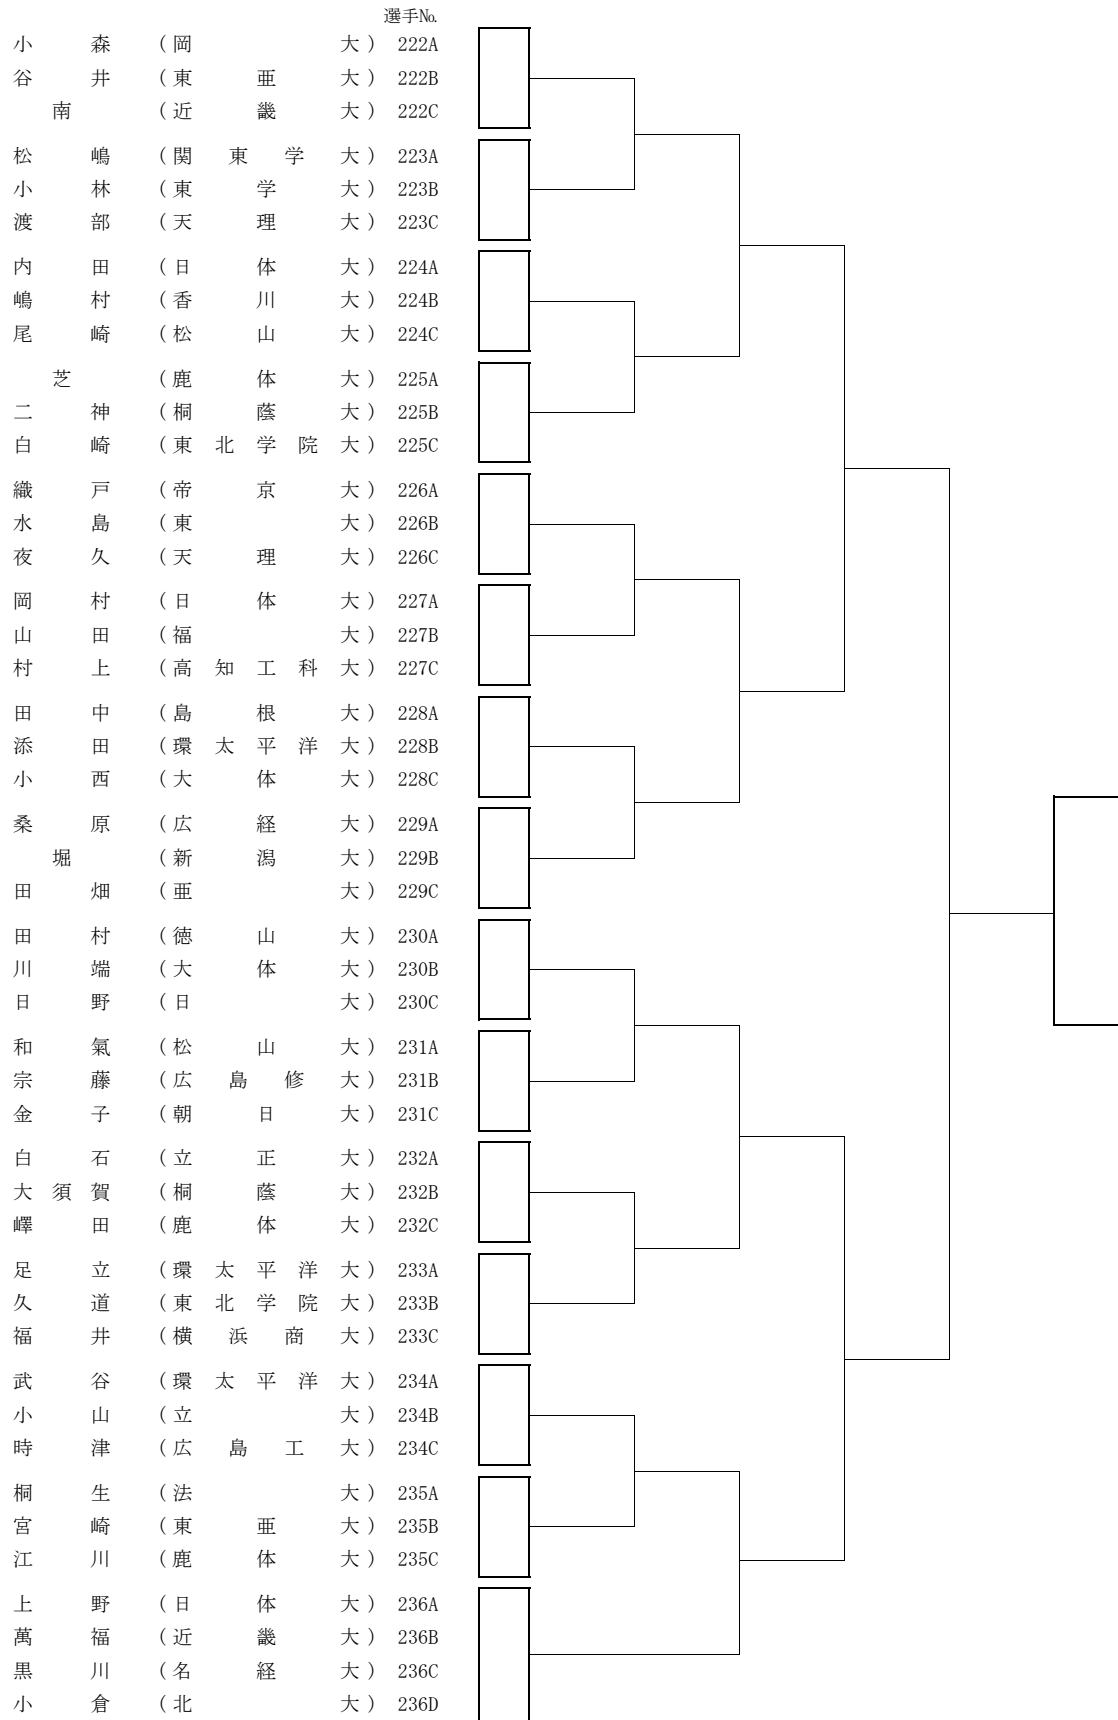 選手№
小森（岡大） 222A
谷井（東亜大） 222B
南（近畿大） 222C
松嶋（関東学大） 223A
小林（東学大） 223B
渡部（天理大） 223C
内田（日体大） 224A
嶋村（香川大） 224B
尾崎（松山大） 224C
芝（鹿体大） 225A
二神（桐蔭大） 225B
白崎（東北学院大） 225C
織戸（帝京大） 226A
水島（東大） 226B
夜久（天理大） 226C
岡村（日体大） 227A
山田（福大） 227B
村上（高知工科大） 227C
田中（島根大） 228A
添田（環太平洋大） 228B
小西（大体大） 228C
桑原（広経大） 229A
堀（新潟大） 229B
田畑（亜大） 229C
田村（徳山大） 230A
川端（大体大） 230B
日野（日大） 230C
和氣（松山大） 231A
宗藤（広島修大） 231B
金子（朝日大） 231C
白石（立正大） 232A
大須賀（桐蔭大） 232B
嶧田（鹿体大） 232C
足立（環太平洋大） 233A
久道（東北学院大） 233B
福井（横浜商大） 233C
武谷（環太平洋大） 234A
小山（立大） 234B
時津（広島工大） 234C
桐生（法大） 235A
宮崎（東亜大） 235B
江川（鹿体大） 235C
上野（日体大） 236A
萬福（近畿大） 236B
黒川（名経大） 236C
小倉（北大） 236D